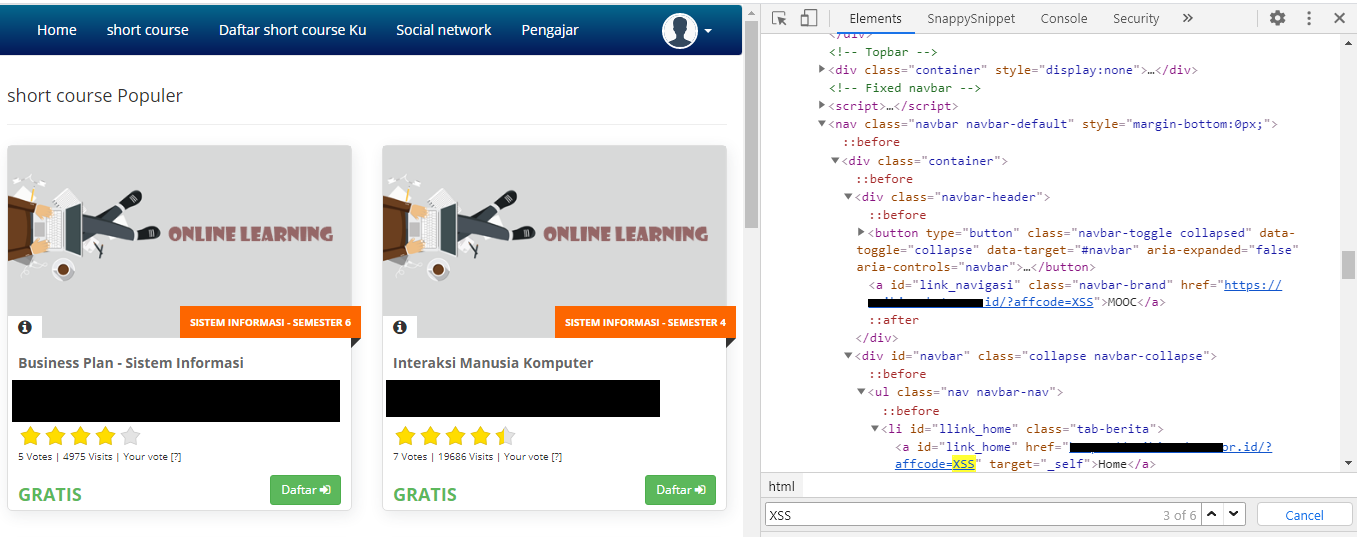 Home short course Daftar short course Ku Social network Pengajar
short course Populer
ONLINE LEARNING
SISTEM INFORMASI - SEMESTER 6
Business Plan - Sistem Informasi
5 Votes | 4975 Visits | Your vote [?]
GRATIS
Daftar
ONLINE LEARNING
SISTEM INFORMASI - SEMESTER 4
Interaksi Manusia Komputer
7 Votes | 19686 Visits | Your vote [?]
GRATIS
Daftar
Elements SnappySnippet Console Security »
</div>
<!-- Topbar -->
<div class="container" style="display:none">…</div>
<!-- Fixed navbar -->
<script>…</script>
<nav class="navbar navbar-default" style="margin-bottom:0px;">
::before
<div class="container">
::before
<div class="navbar-header">
::before
<button type="button" class="navbar-toggle collapsed" data-
toggle="collapse" data-target="#navbar" aria-expanded="false"
aria-controls="navbar">…</button>
<a id="link_navigasi" class="navbar-brand" href="https://
id/?affcode=XSS">MOOC</a>
::after
</div>
<div id="navbar" class="collapse navbar-collapse">
::before
<ul class="nav navbar-nav">
::before
<li id="llink_home" class="tab-berita">
<a id="link_home" href="
or.id/?
affcode=XSS" target="_self">Home</a>
html
XSS 3 of 6 Cancel